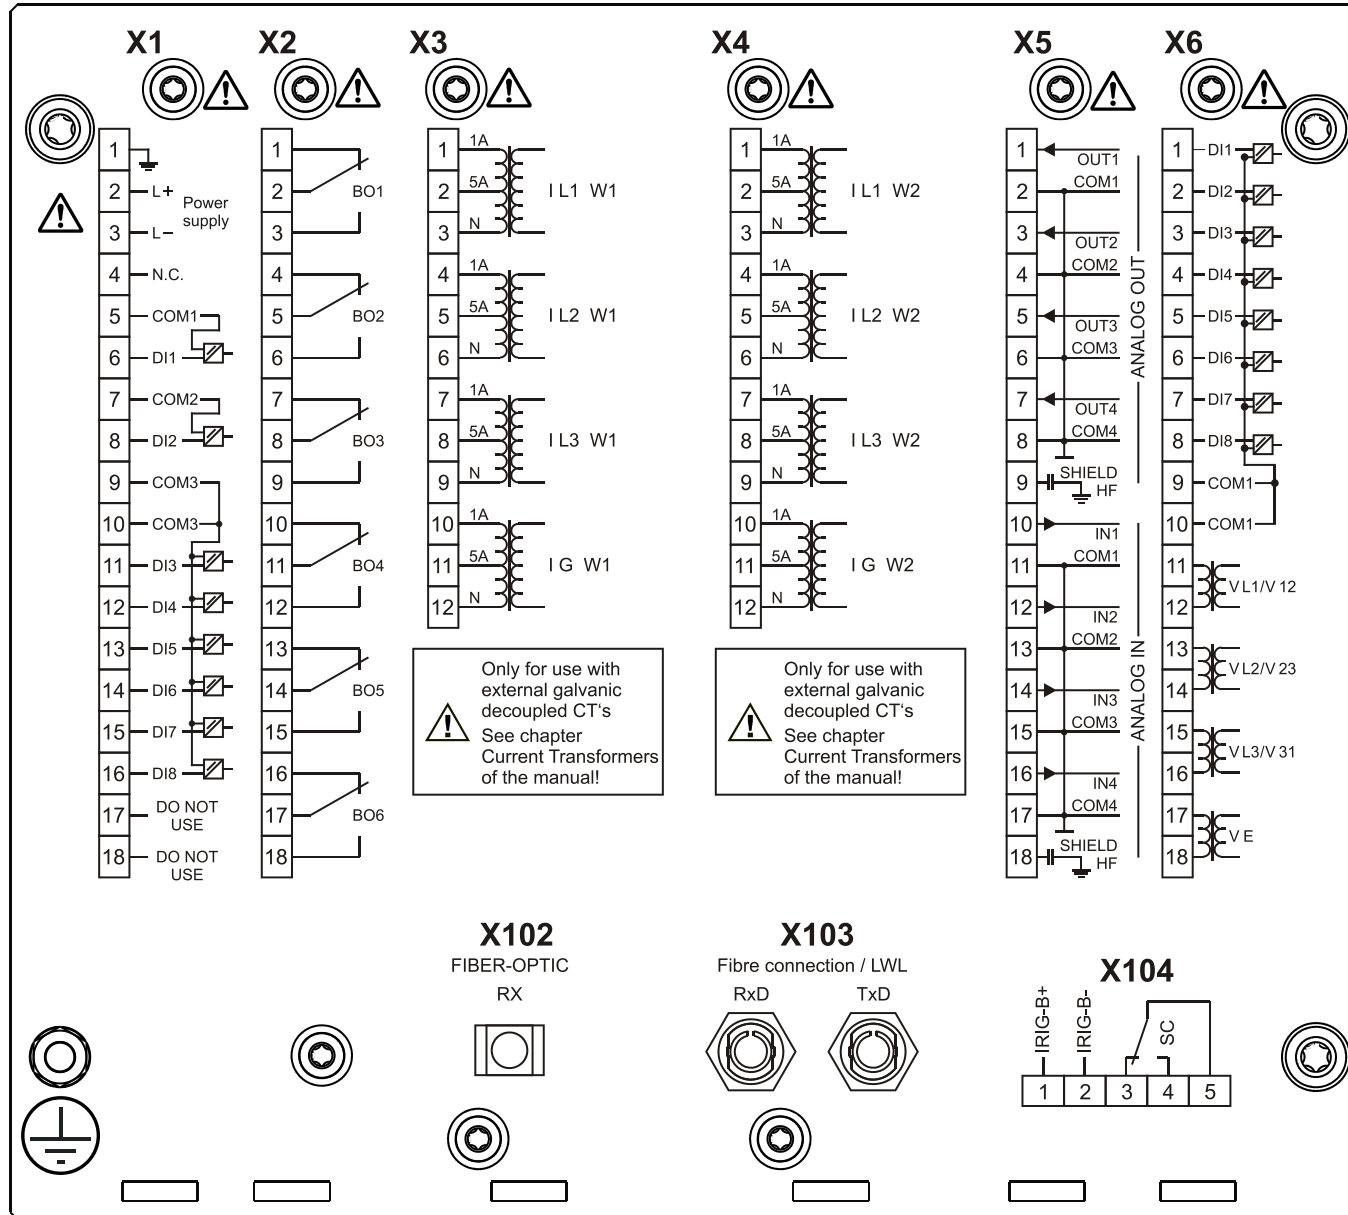 X1
X2
X3
X4
X5
X6
1
2 L+
Power
supply
3 L–
4 N.C.
5 COM1
6 DI1
7 COM2
8 DI2
9 COM3
10 COM3
11 DI3
12 DI4
13 DI5
14 DI6
15 DI7
16 DI8
17 DO NOT
USE
18 DO NOT
USE
1
2 BO1
3
4
5 BO2
6
7
8 BO3
9
10
11 BO4
12
13
14 BO5
15
16
17 BO6
18
1 1A
2 5A I L1 W1
3 N
4 1A
5 5A I L2 W1
6 N
7 1A
8 5A I L3 W1
9 N
10 1A
11 5A I G W1
12 N
Only for use with
external galvanic
decoupled CT‘s
See chapter
Current Transformers
of the manual!
1 1A
2 5A I L1 W2
3 N
4 1A
5 5A I L2 W2
6 N
7 1A
8 5A I L3 W2
9 N
10 1A
11 5A I G W2
12 N
Only for use with
external galvanic
decoupled CT‘s
See chapter
Current Transformers
of the manual!
1 OUT1
2 COM1
3 OUT2
4 COM2
5 OUT3
6 COM3
7 OUT4
8 COM4
9 SHIELD
HF
ANALOG OUT
10 IN1
11 COM1
12 IN2
13 COM2
14 IN3
15 COM3
16 IN4
17 COM4
18 SHIELD
HF
ANALOG IN
1 DI1
2 DI2
3 DI3
4 DI4
5 DI5
6 DI6
7 DI7
8 DI8
9 COM1
10 COM1
11
12 V L1/V 12
13
14 V L2/V 23
15
16 V L3/V 31
17
18 V E
X102
FIBER-OPTIC
RX
X103
Fibre connection / LWL
RxD TxD
X104
IRIG-B+
IRIG-B-
SC
1 2 3 4 5